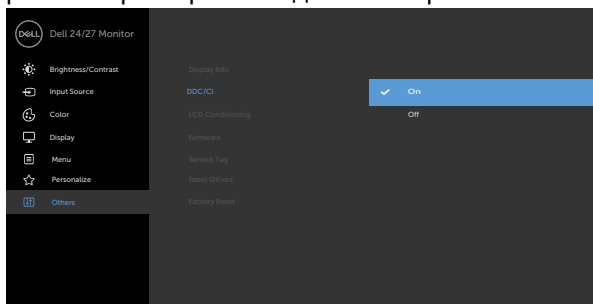 DELL Dell 24/27 Monitor
Brightness/Contrast
Display Info
Input Source
DDC/CI
On
Color
LCD Conditioning
Off
Display
Firmware
Menu
Service Tag
Personalize
Reset Others
Others
Factory Reset